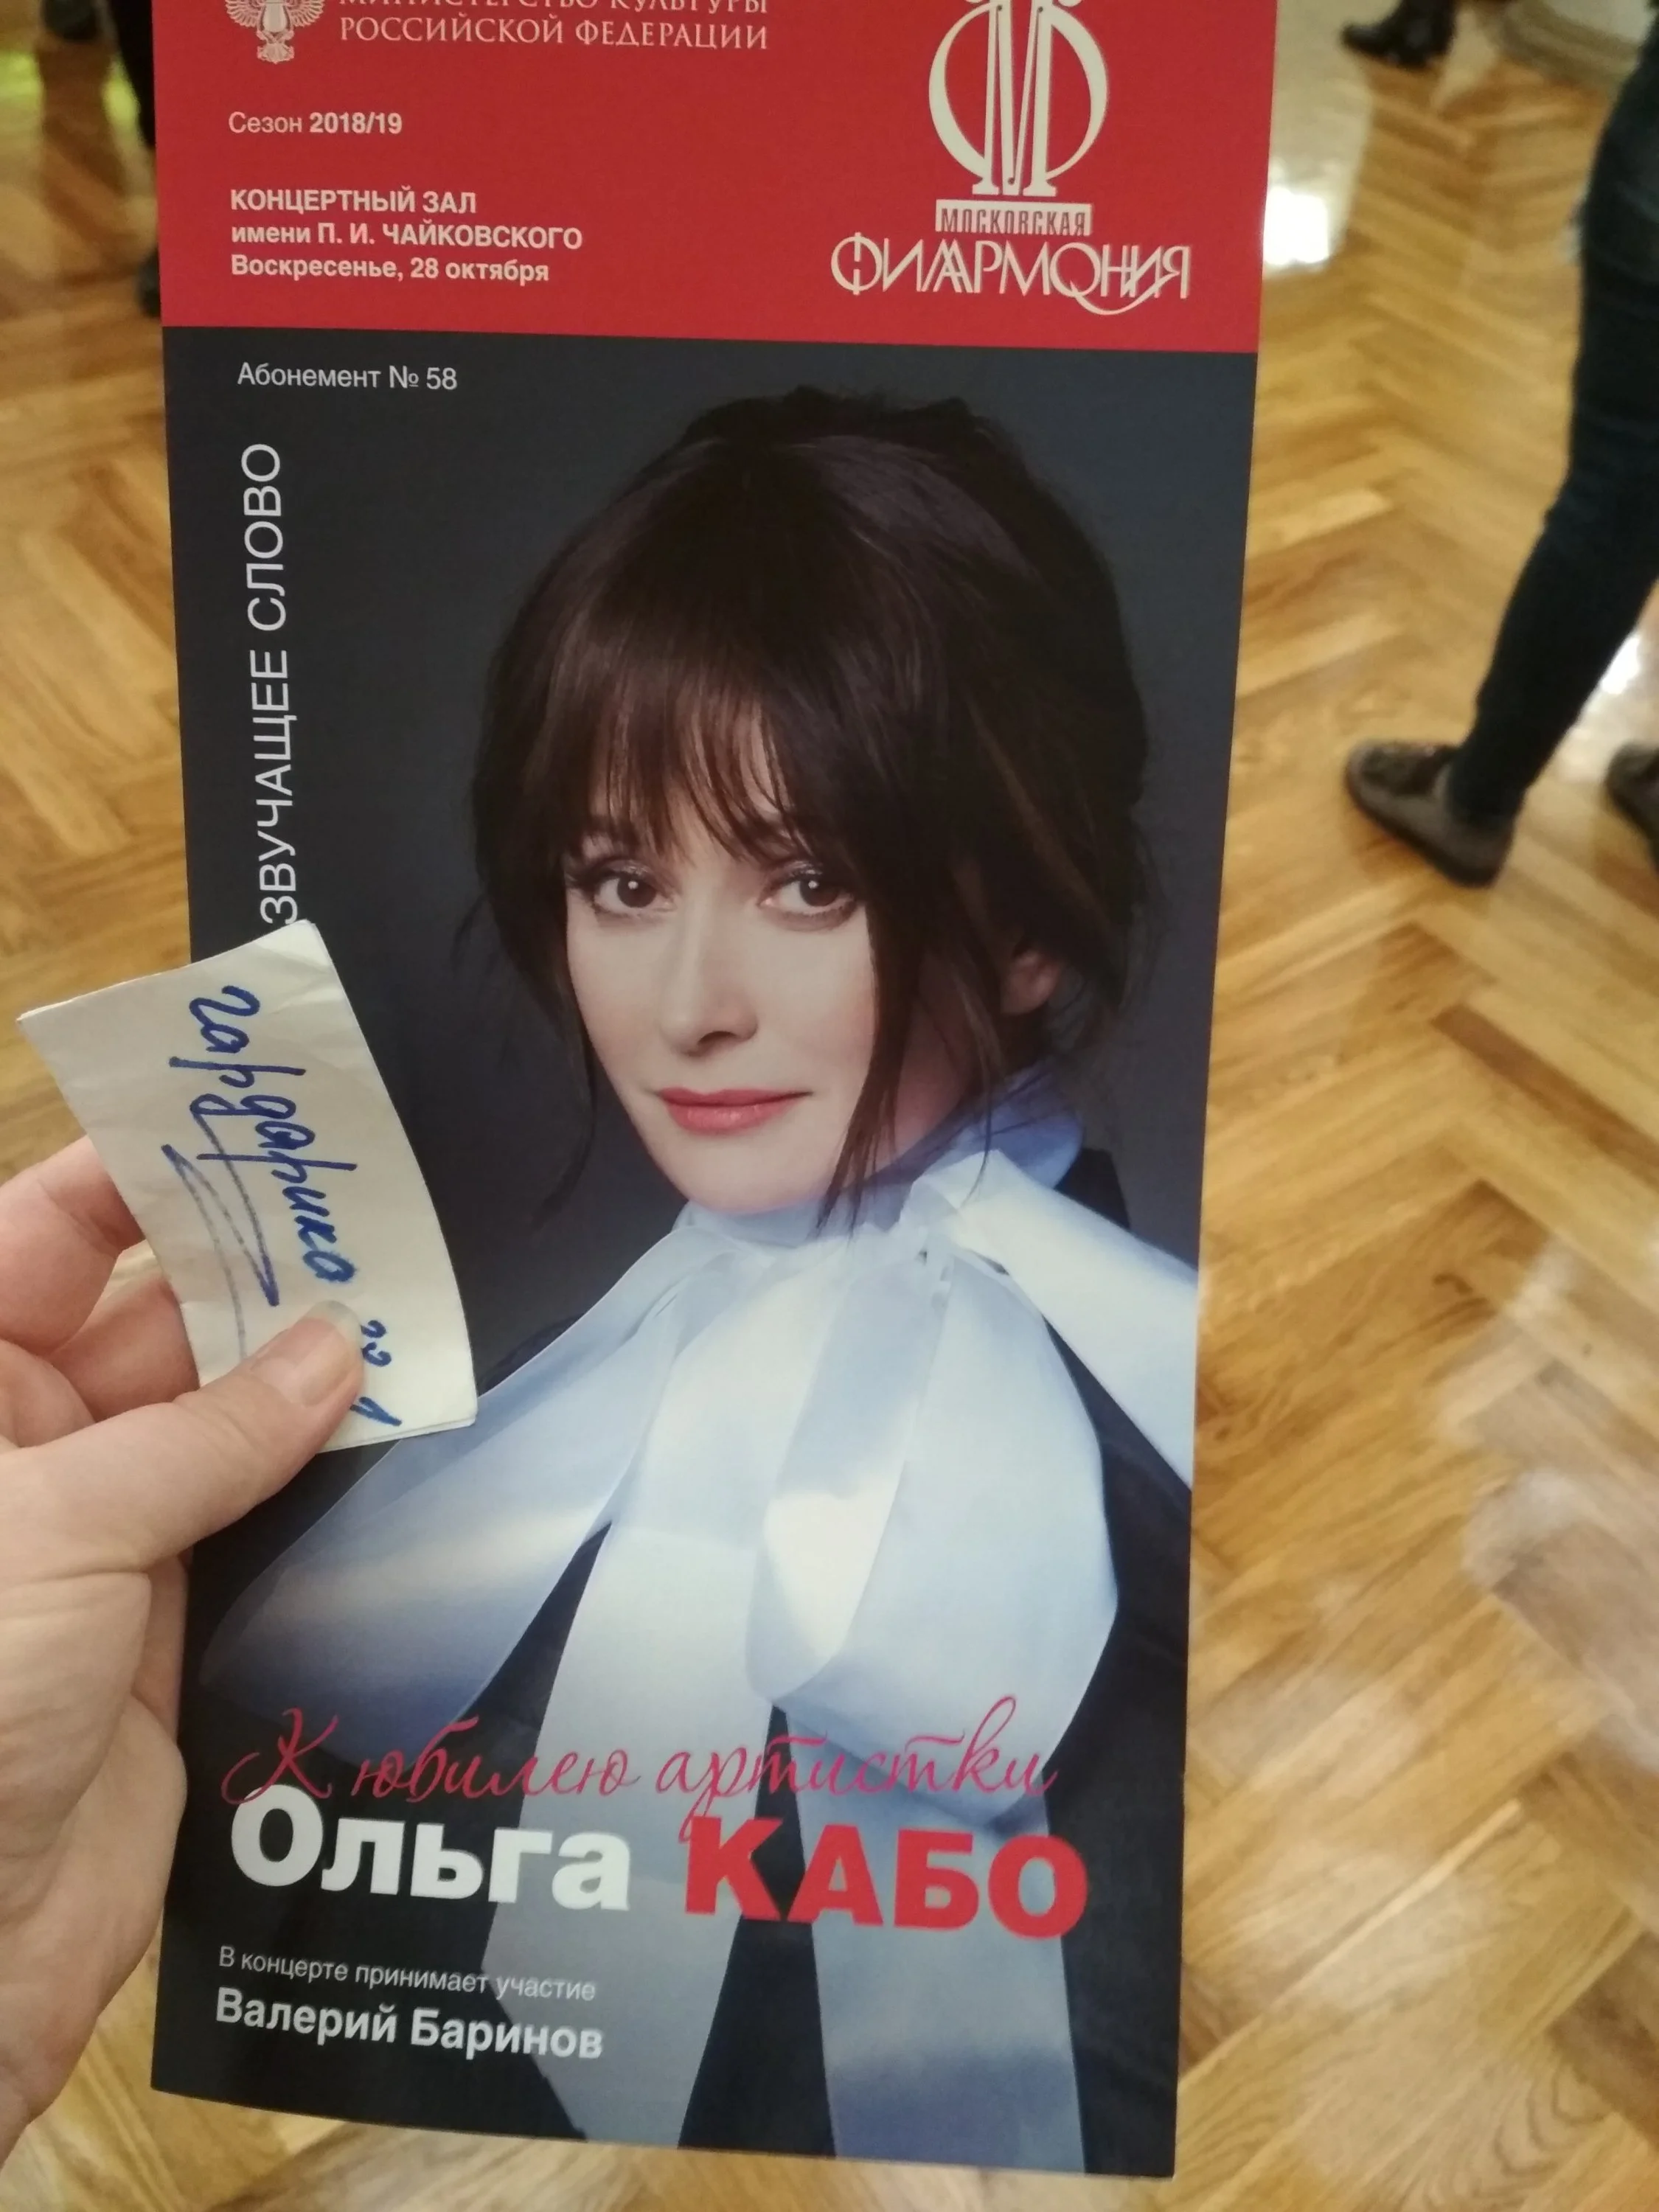 МИНИСТЕРСТВО КУЛЬТУРЫ
РОССИЙСКОЙ ФЕДЕРАЦИИ
Сезон 2018/19
КОНЦЕРТНЫЙ ЗАЛ
имени П. И. ЧАЙКОВСКОГО
Воскресенье, 28 октября
МОСКОВСКАЯ
ФИЛАРМОНИЯ
Абонемент № 58
ЗВУЧАЩЕЕ СЛОВО
К юбилею артистки
Ольга КАБО
В концерте принимает участие
Валерий Баринов